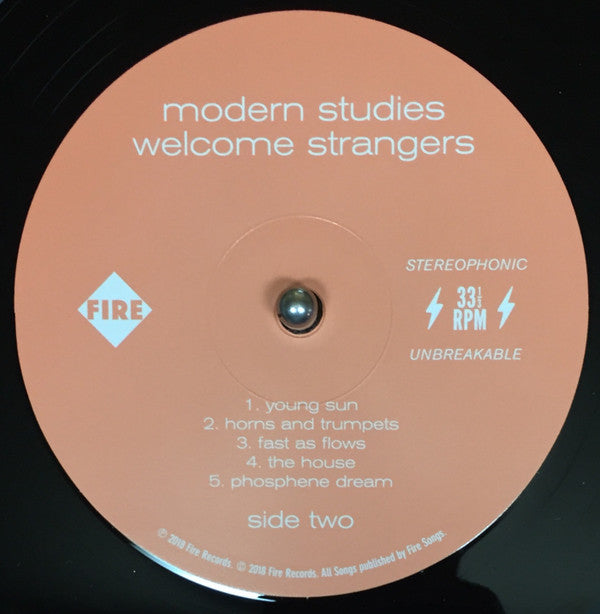 modern studies
welcome strangers
FIRE
STEREOPHONIC
33 1/3
RPM
UNBREAKABLE
1. young sun
2. horns and trumpets
3. fast as flows
4. the house
5. phosphene dream
side two
℗ 2018 Fire Records. © 2018 Fire Records. All Songs published by Fire Songs.